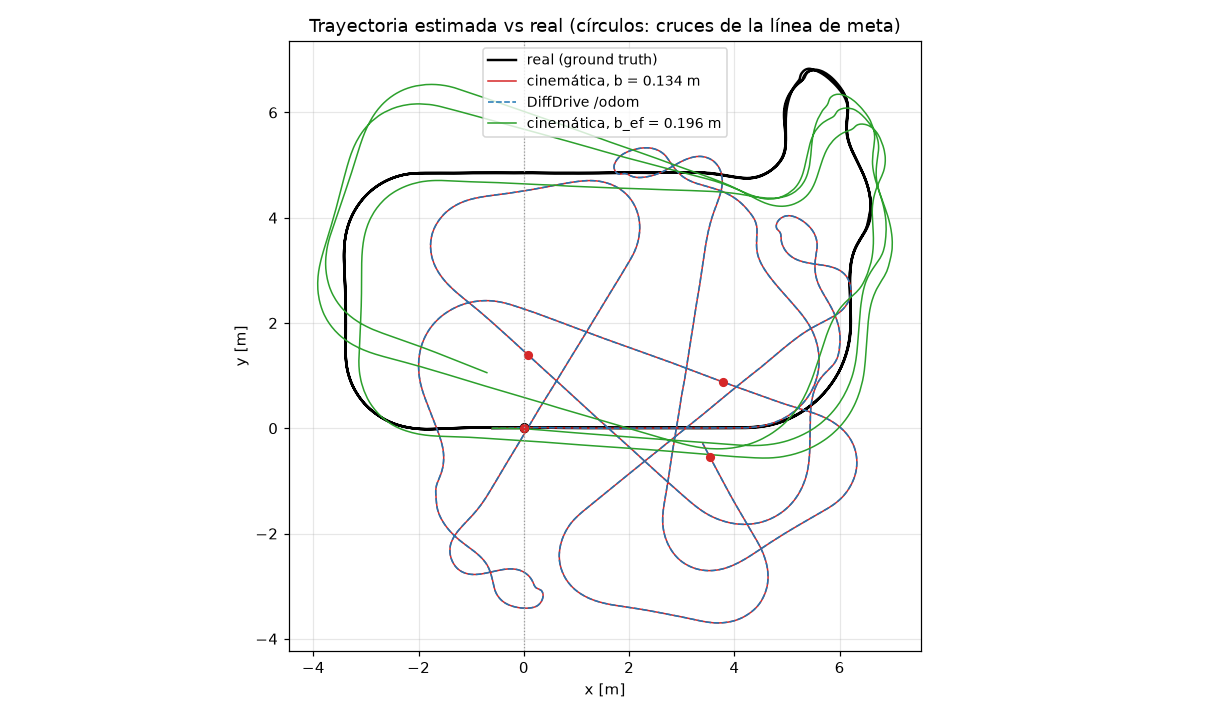 Trayectoria estimada vs real (círculos: cruces de la línea de meta)
real (ground truth)
cinemática, b = 0.134 m
DiffDrive /odom
cinemática, b_ef = 0.196 m
y [m]
6
4
2
0
−2
−4
−4
−2
0
2
4
6
x [m]